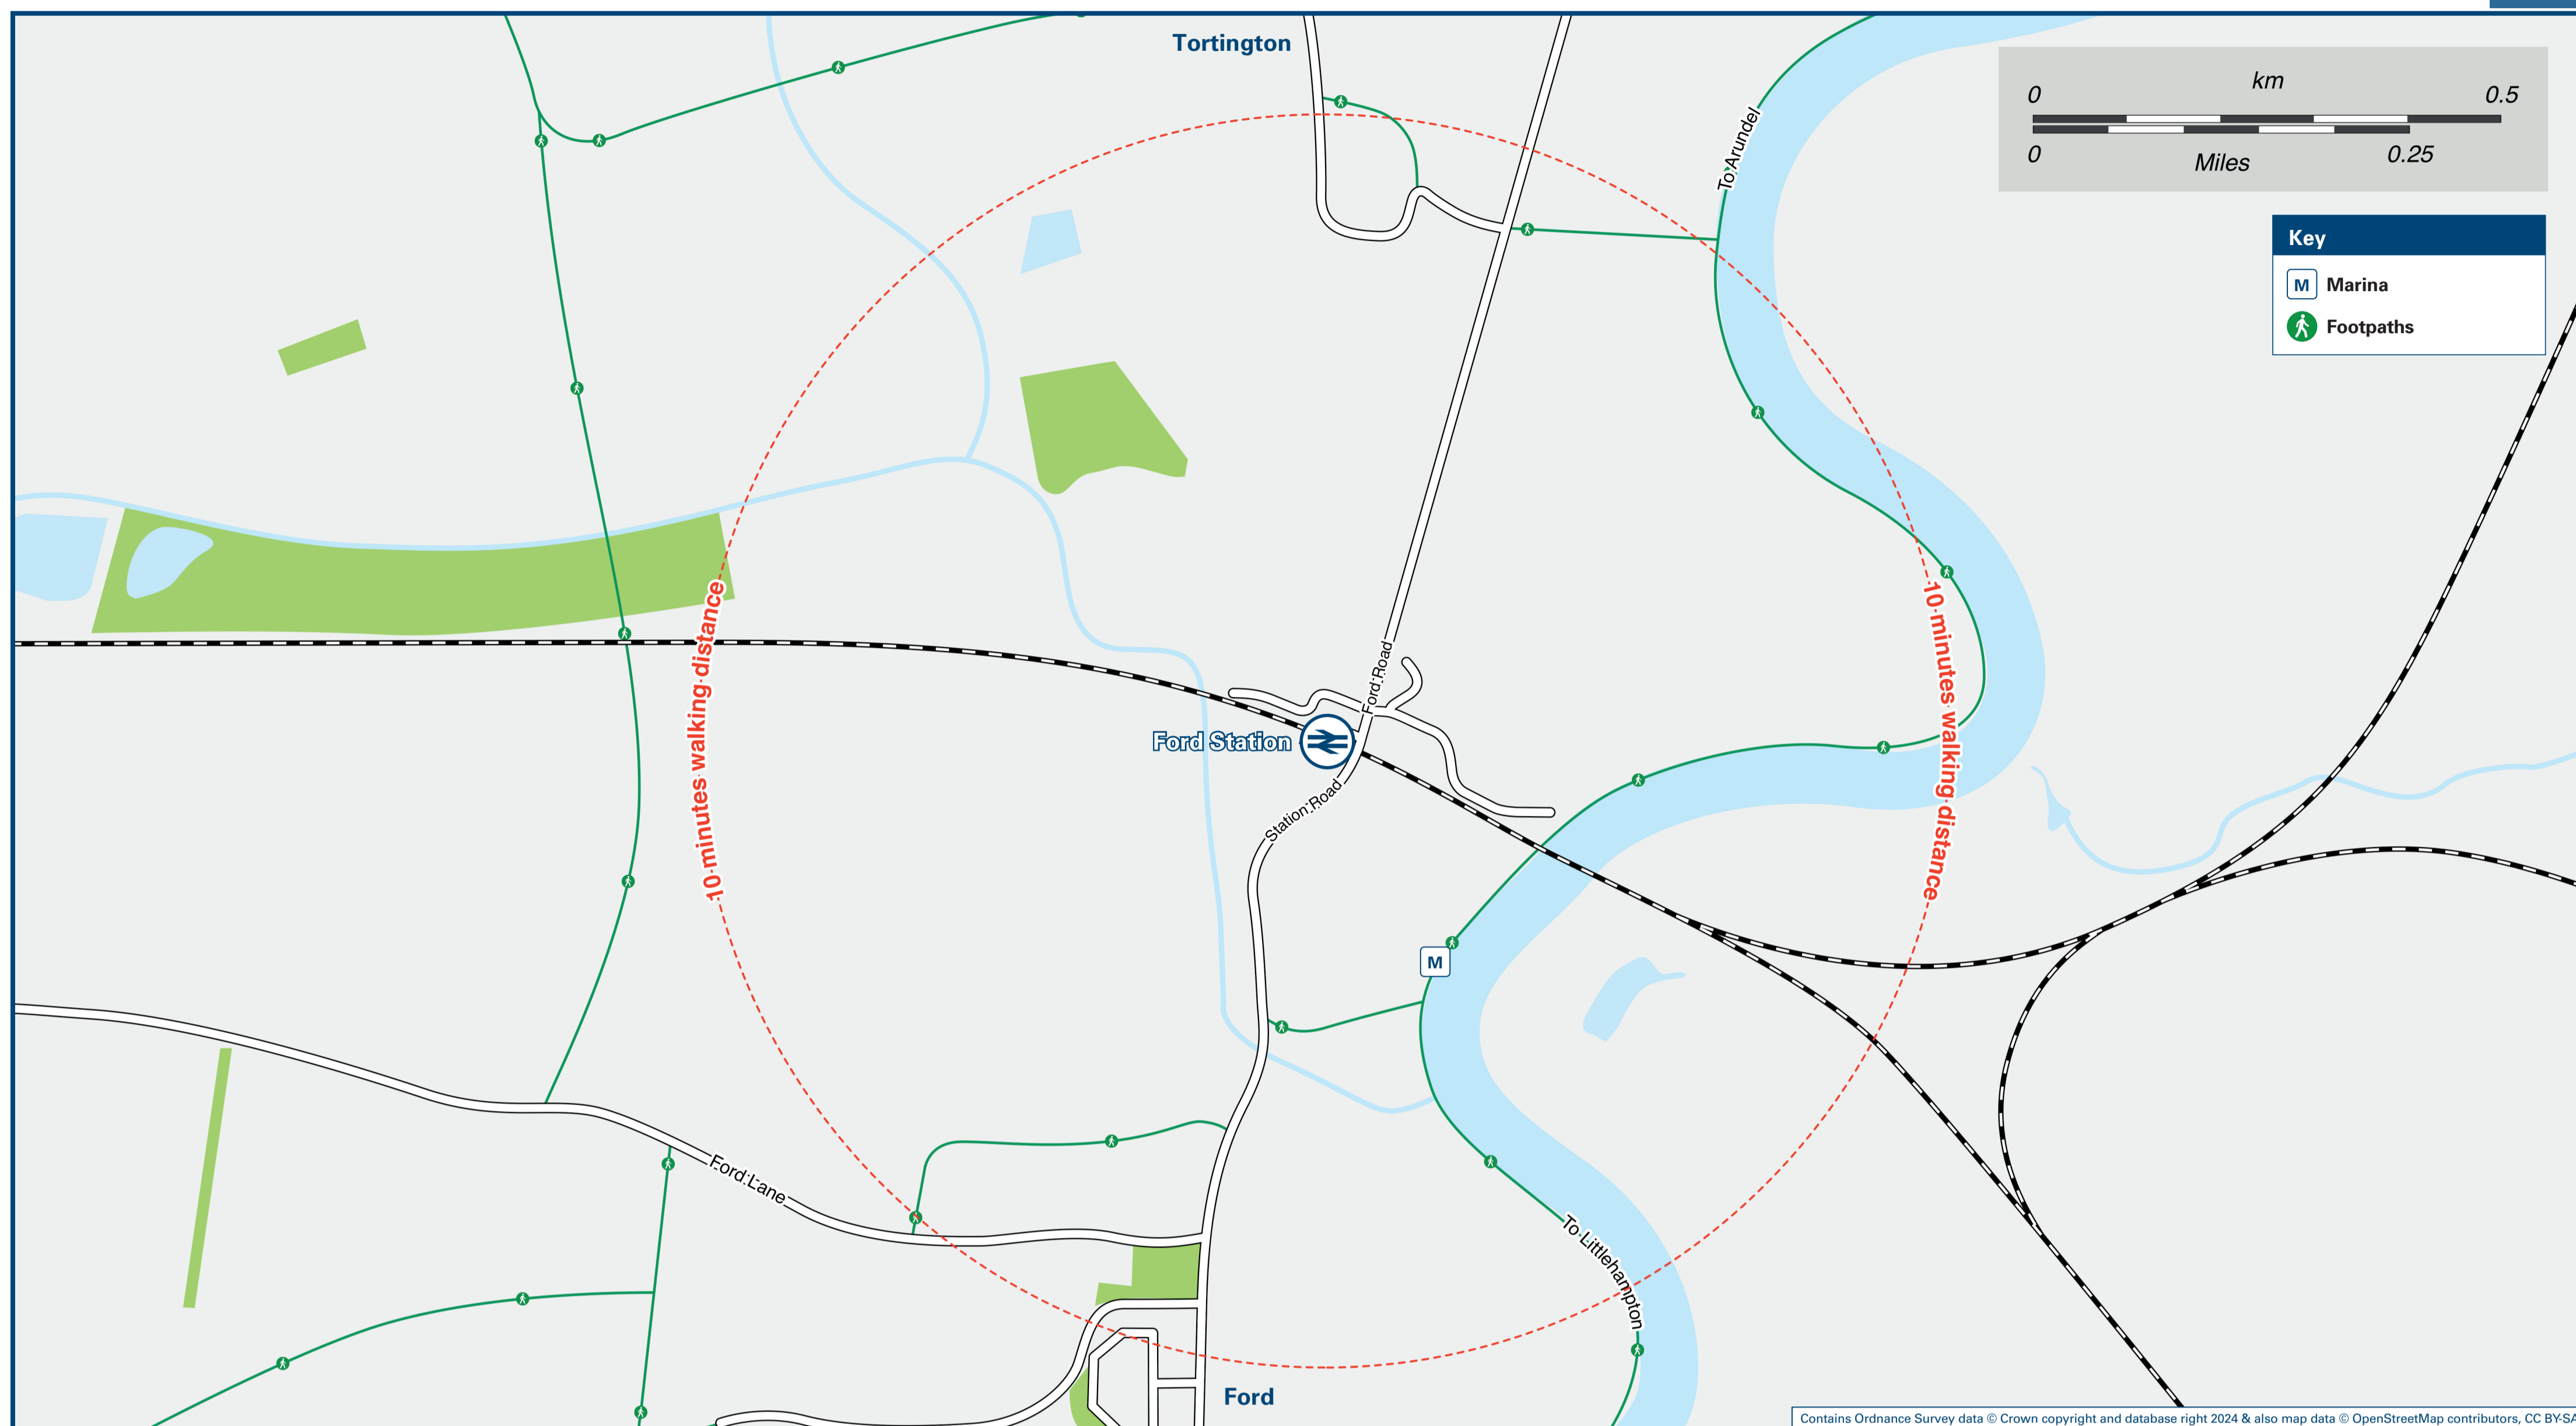 Tortington
km
0
0.5
0
Miles
0.25
To Arundel
Key
M
Marina
Footpaths
10 minutes walking distance
10 minutes walking distance
Ford Road
Ford Station
Station Road
M
Ford Lane
To Littlehampton
Ford
Contains Ordnance Survey data © Crown copyright and database right 2024 & also map data © OpenStreetMap contributors, CC BY-SA